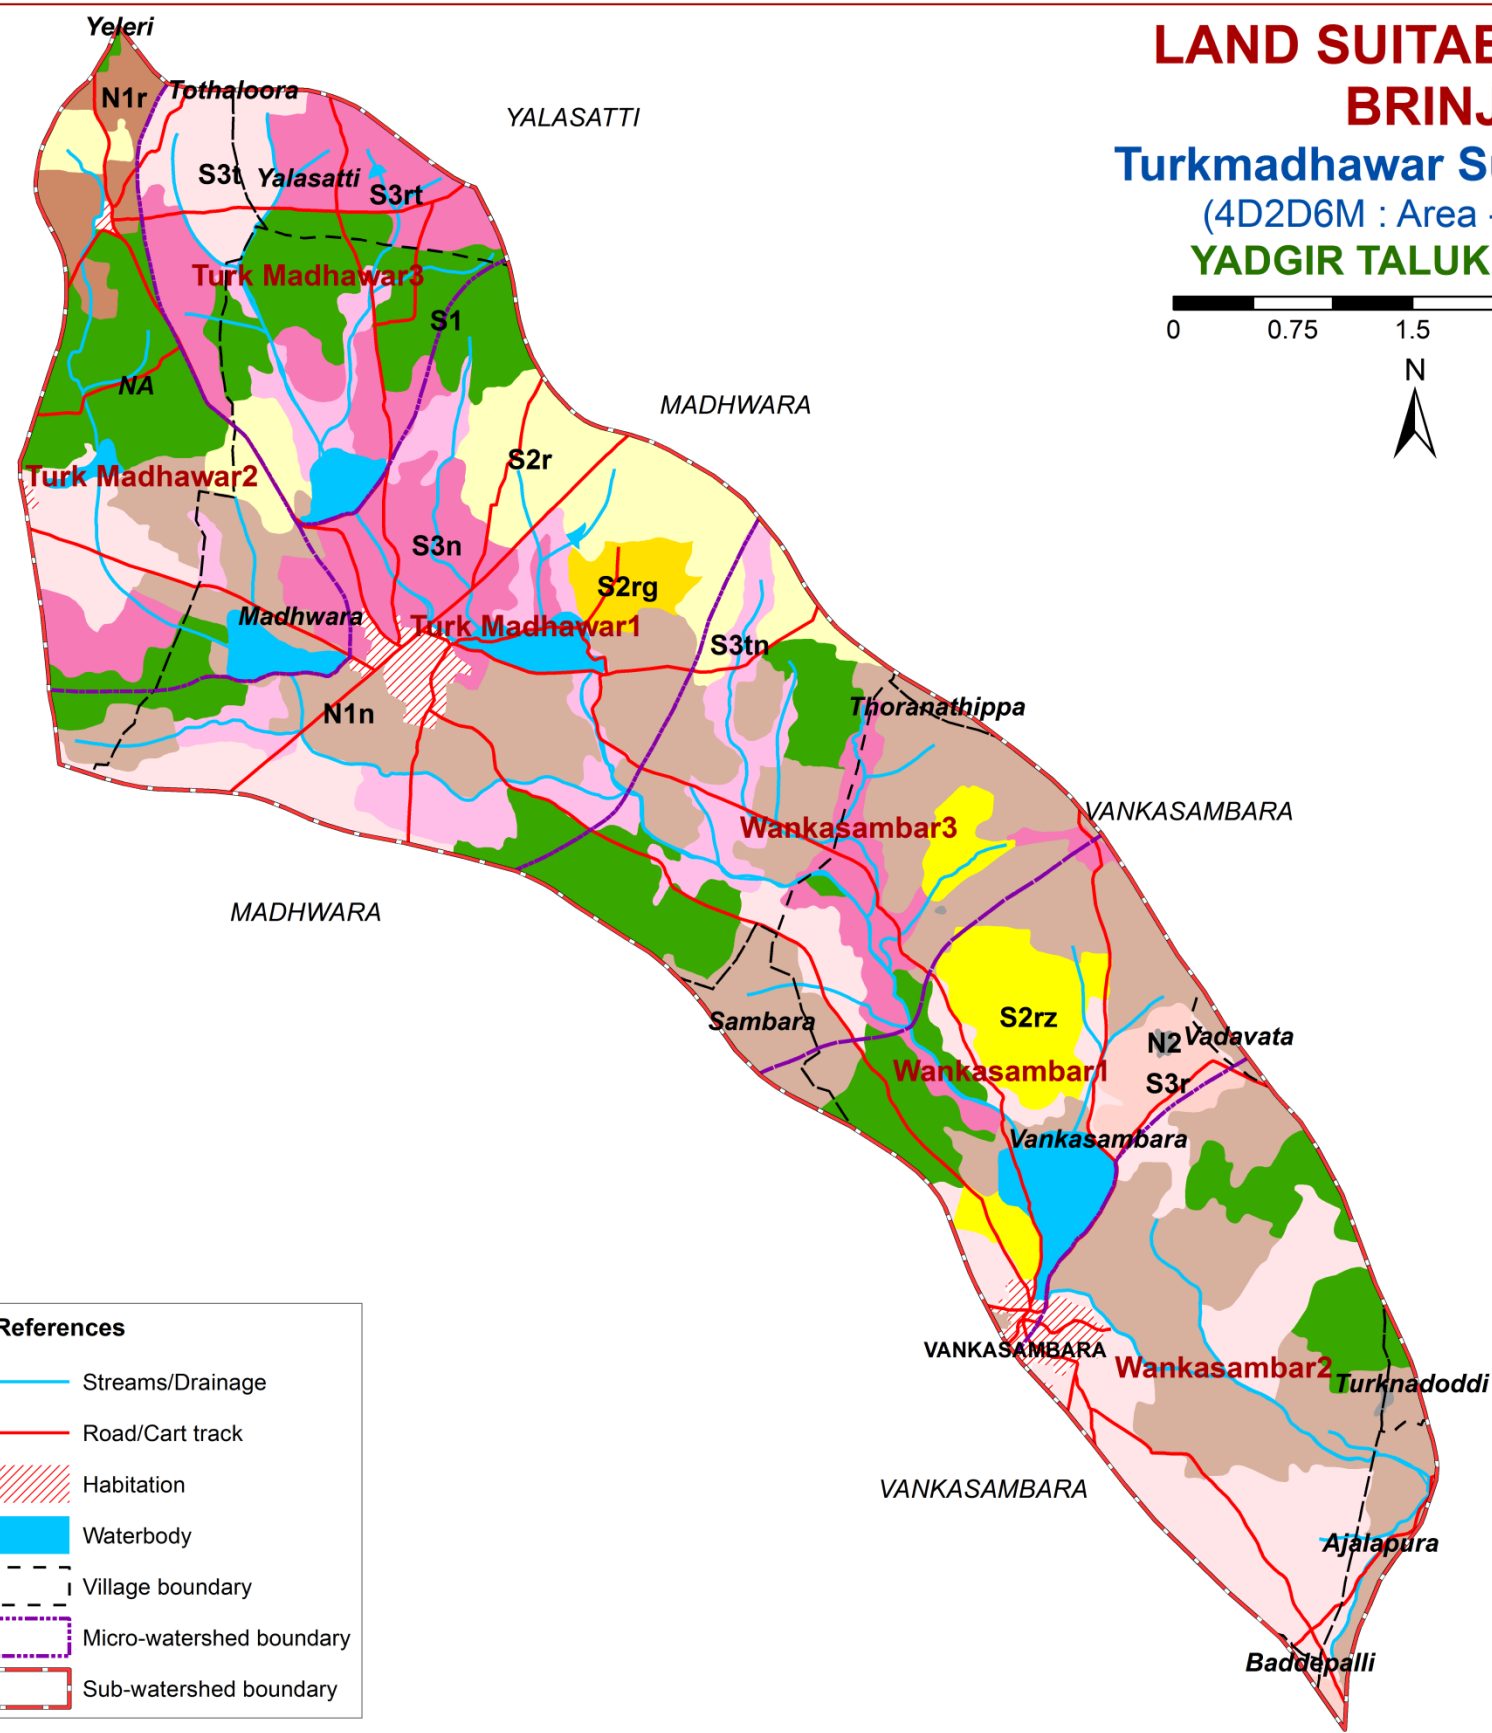 Yeleri
LAND SUITAB
BRINJ
Turkmadhawar Su
(4D2D6M : Area -
YADGIR TALUK
0 0.75 1.5
N
N1r
Tothaloora
YALASATTI
S3t
Yalasatti
S3rt
Turk Madhawar3
S1
NA
MADHWARA
S2r
Turk Madhawar2
S3n
S2rg
Madhwara
Turk Madhawar1
S3tn
N1n
Thoranathippa
Wankasambar3
VANKASAMBARA
MADHWARA
Sambara
S2rz
N2
Vadavata
Wankasambar1
S3r
Vankasambara
VANKASAMBARA
Wankasambar2
Turknadoddi
VANKASAMBARA
Ajalapura
Baddepalli
References
Streams/Drainage
Road/Cart track
Habitation
Waterbody
Village boundary
Micro-watershed boundary
Sub-watershed boundary